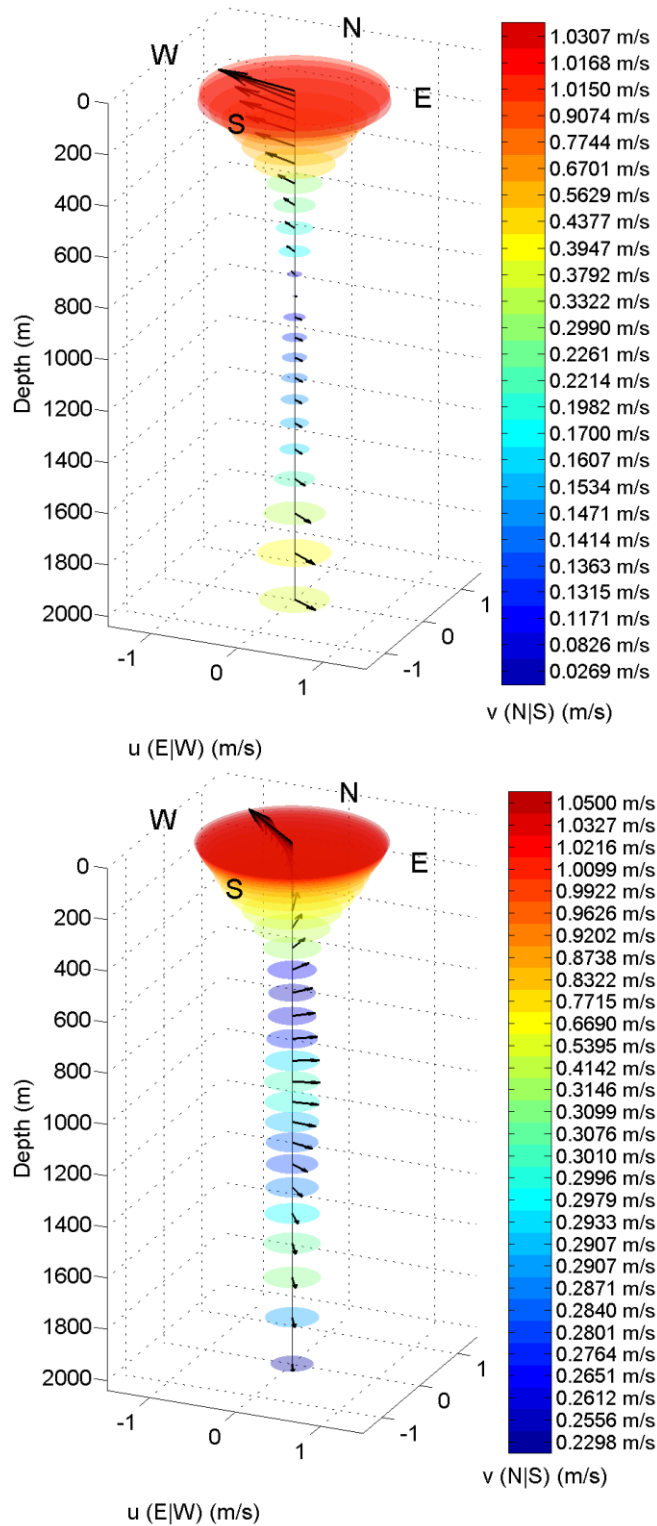 N
W
E
S
0
200
400
600
800
1000
1200
1400
1600
1800
2000
Depth (m)
-1
0
1
u (E|W) (m/s)
-1
0
1
v (N|S) (m/s)
1.0307 m/s
1.0168 m/s
1.0150 m/s
0.9074 m/s
0.7744 m/s
0.6701 m/s
0.5629 m/s
0.4377 m/s
0.3947 m/s
0.3792 m/s
0.3322 m/s
0.2990 m/s
0.2261 m/s
0.2214 m/s
0.1982 m/s
0.1700 m/s
0.1607 m/s
0.1534 m/s
0.1471 m/s
0.1414 m/s
0.1363 m/s
0.1315 m/s
0.1171 m/s
0.0826 m/s
0.0269 m/s
N
W
E
S
0
200
400
600
800
1000
1200
1400
1600
1800
2000
Depth (m)
-1
0
1
u (E|W) (m/s)
-1
0
1
v (N|S) (m/s)
1.0500 m/s
1.0327 m/s
1.0216 m/s
1.0099 m/s
0.9922 m/s
0.9626 m/s
0.9202 m/s
0.8738 m/s
0.8322 m/s
0.7715 m/s
0.6690 m/s
0.5395 m/s
0.4142 m/s
0.3146 m/s
0.3099 m/s
0.3076 m/s
0.3010 m/s
0.2996 m/s
0.2979 m/s
0.2933 m/s
0.2907 m/s
0.2907 m/s
0.2871 m/s
0.2840 m/s
0.2801 m/s
0.2764 m/s
0.2651 m/s
0.2612 m/s
0.2556 m/s
0.2298 m/s